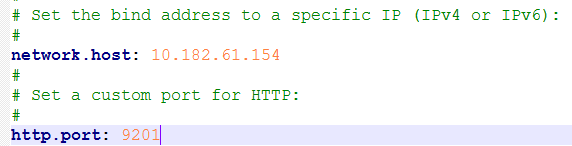 # Set the bind address to a specific IP (IPv4 or IPv6):
#
network.host: 10.182.61.154
#
# Set a custom port for HTTP:
#
http.port: 9201